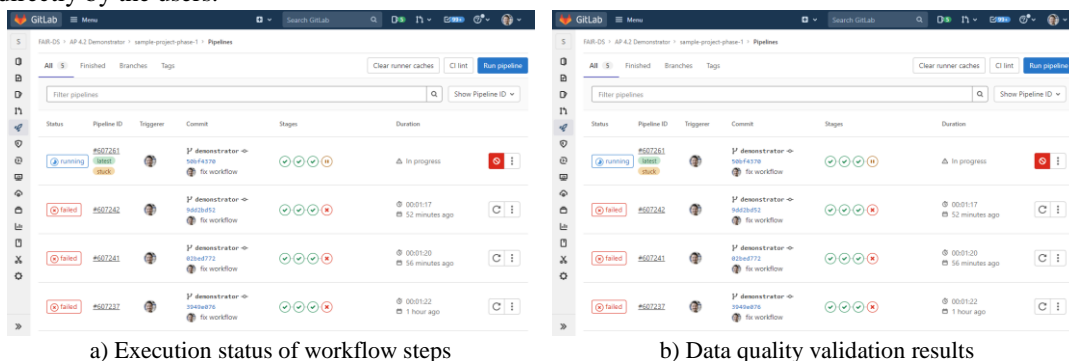 directly by the users.
GitLab Menu Search GitLab 99+
S FAIR-DS > AP 4.2 Demonstrator > sample-project-phase-1 > Pipelines
All 5 Finished Branches Tags Clear runner caches CI lint Run pipeline
Filter pipelines Show Pipeline ID
Status Pipeline ID Triggerer Commit Stages Duration
running #607261 latest stuck demonstrator 50bf4370 fix workflow In progress
failed #607242 demonstrator 9dd2bd52 fix workflow 00:01:17 52 minutes ago
failed #607241 demonstrator 02bed772 fix workflow 00:01:20 56 minutes ago
failed #607237 demonstrator 3949e076 fix workflow 00:01:22 1 hour ago
a) Execution status of workflow steps
GitLab Menu Search GitLab 99+
S FAIR-DS > AP 4.2 Demonstrator > sample-project-phase-1 > Pipelines
All 5 Finished Branches Tags Clear runner caches CI lint Run pipeline
Filter pipelines Show Pipeline ID
Status Pipeline ID Triggerer Commit Stages Duration
running #607261 latest stuck demonstrator 50bf4370 fix workflow In progress
failed #607242 demonstrator 9dd2bd52 fix workflow 00:01:17 52 minutes ago
failed #607241 demonstrator 02bed772 fix workflow 00:01:20 56 minutes ago
failed #607237 demonstrator 3949e076 fix workflow 00:01:22 1 hour ago
b) Data quality validation results